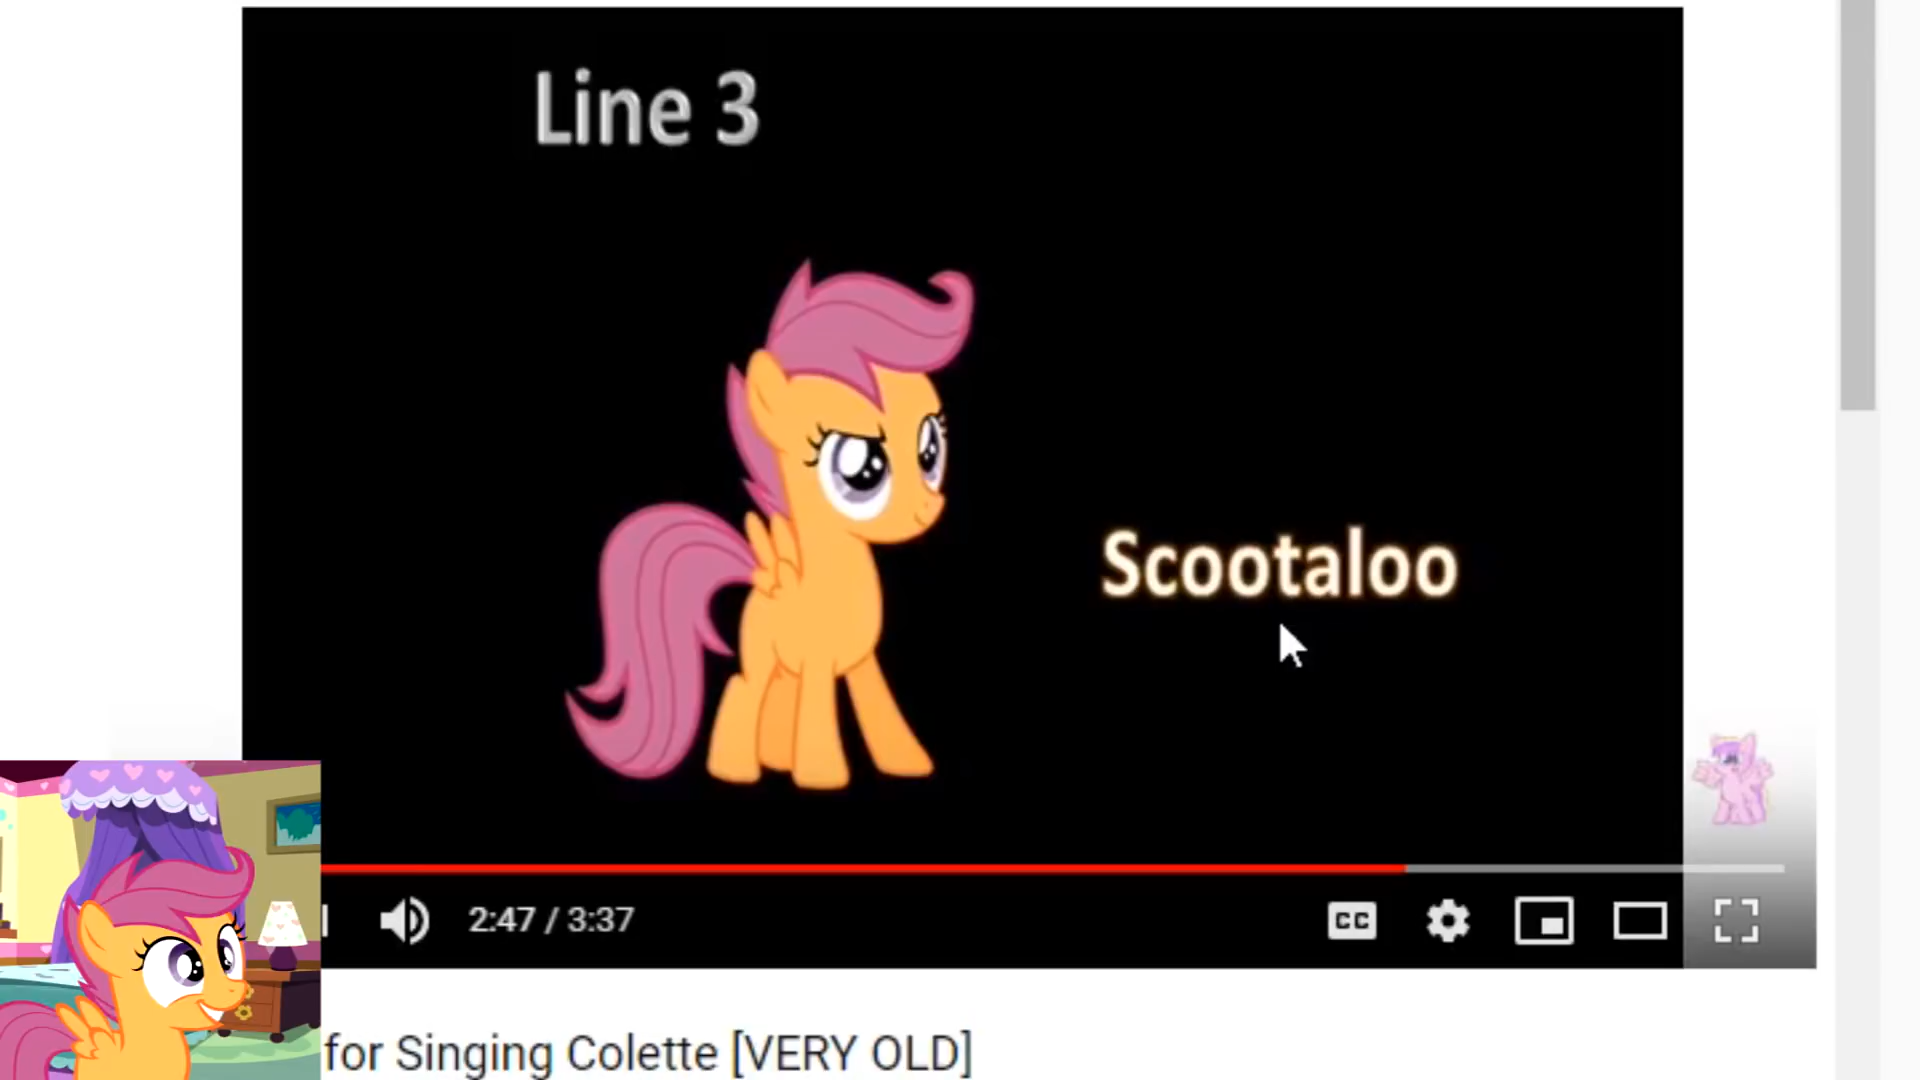 Line 3
Scootaloo
2:47 / 3:37
CC
for Singing Colette [VERY OLD]